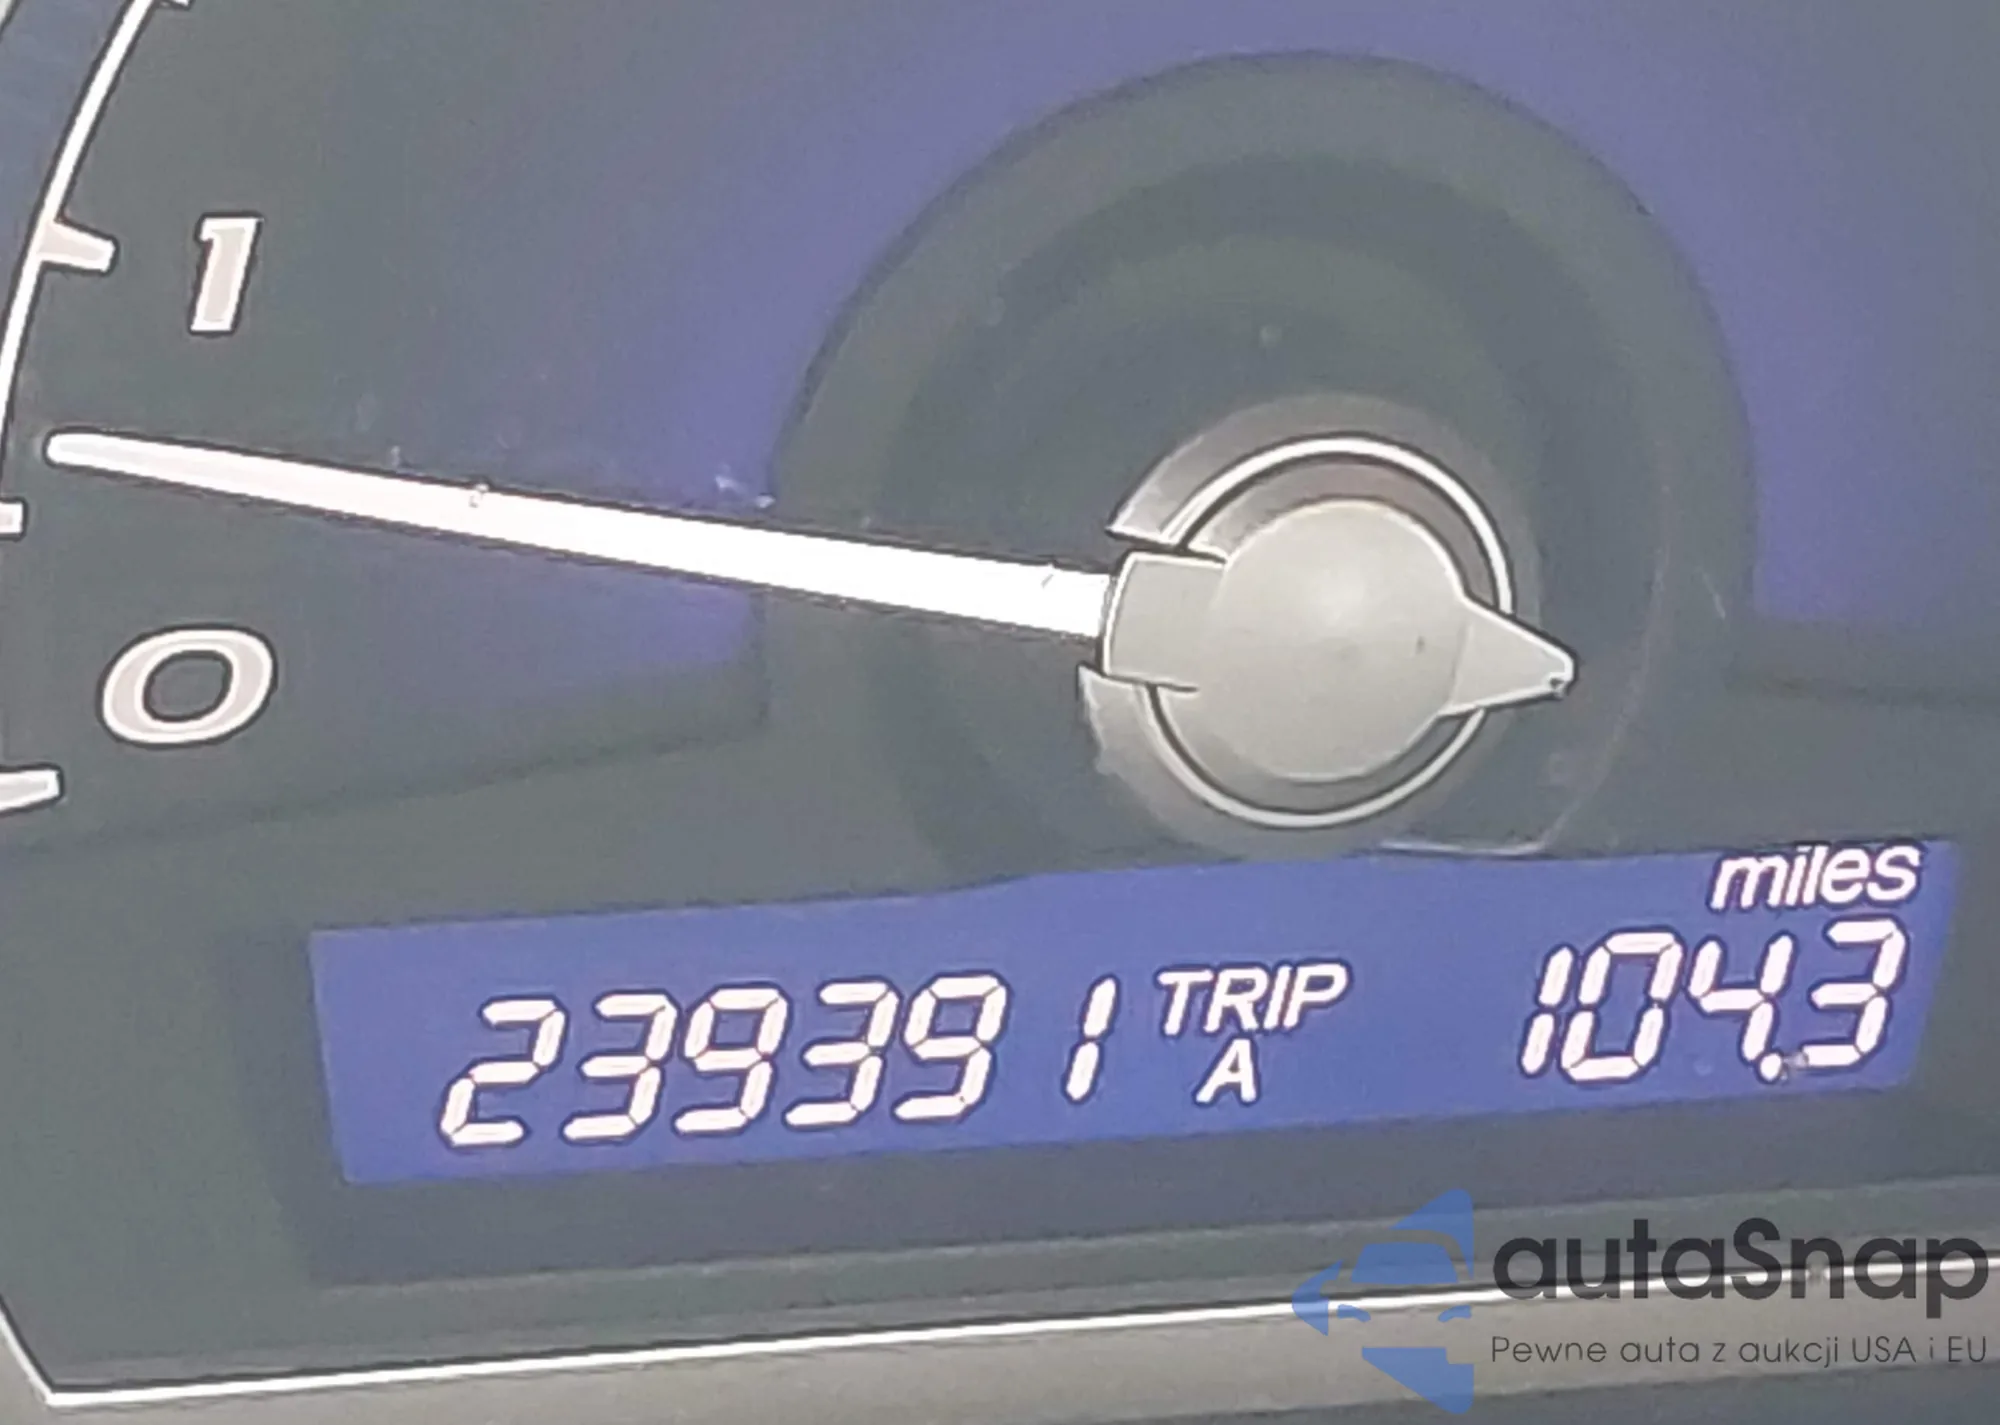 1
0
miles
239391 TRIP A 104.3
autaSnap
Pewne auta z aukcji USA i EU